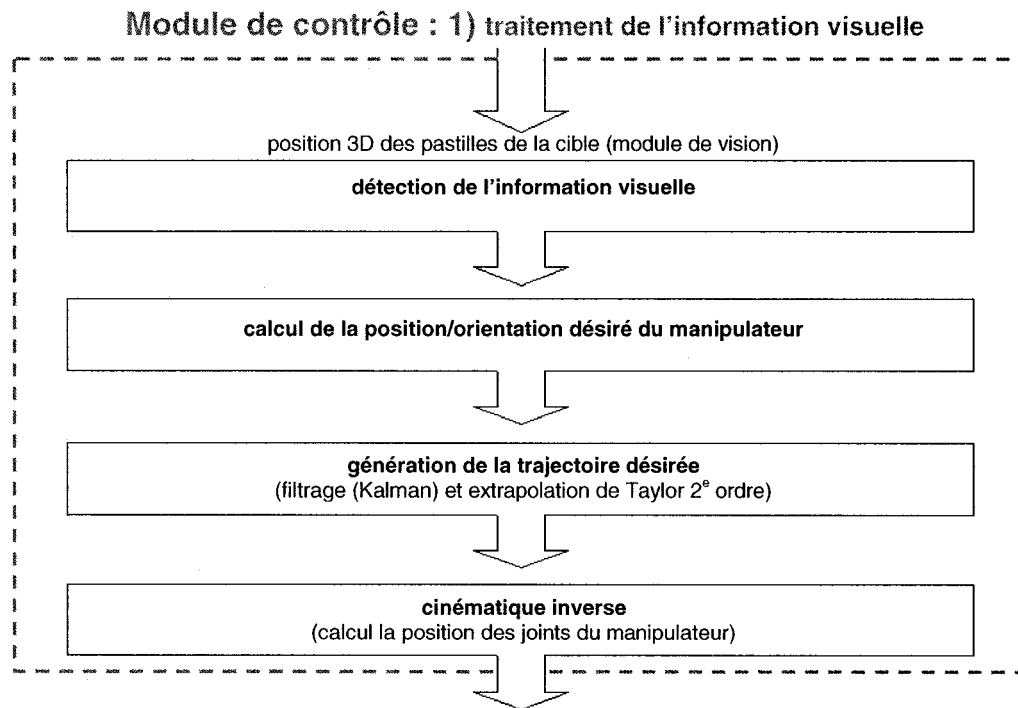 Module de contrôle : 1) traitement de l'information visuelle
position 3D des pastilles de la cible (module de vision)
détection de l'information visuelle
calcul de la position/orientation désiré du manipulateur
génération de la trajectoire désirée
(filtrage (Kalman) et extrapolation de Taylor 2e ordre)
cinématique inverse
(calcul la position des joints du manipulateur)